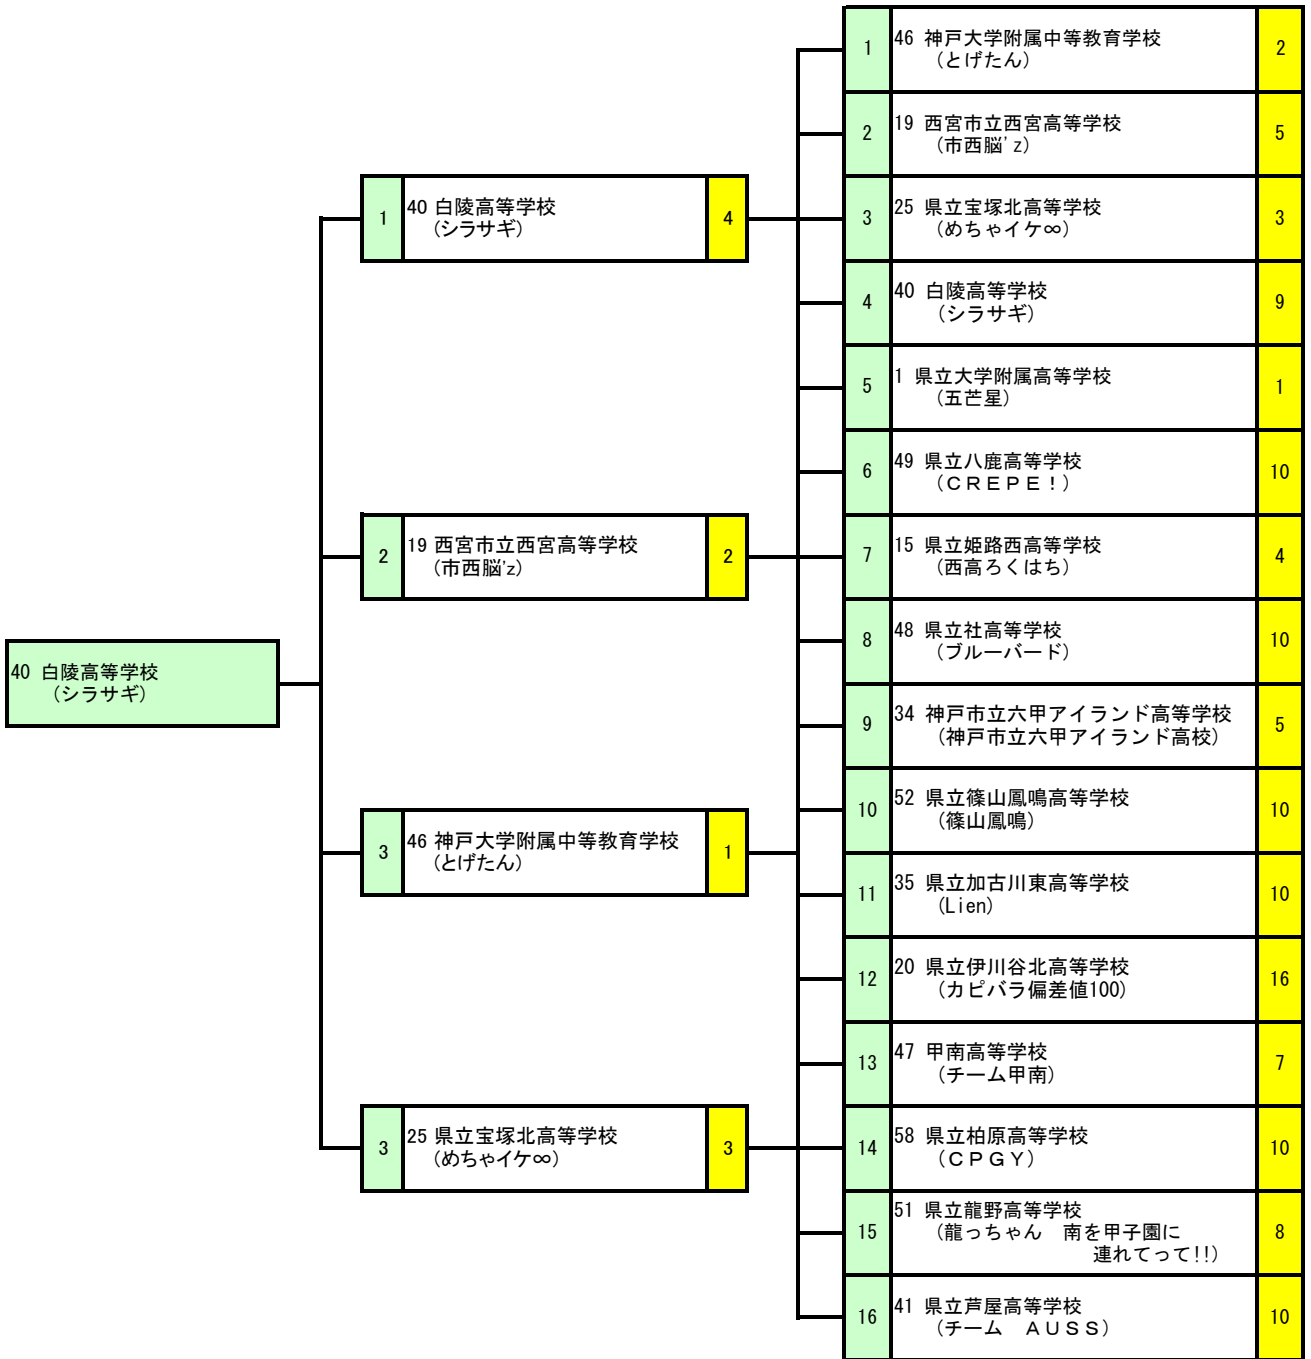 40 白陵高等学校
(シラサギ)
1
40 白陵高等学校
(シラサギ)
4
2
19 西宮市立西宮高等学校
(市西脳'z)
2
3
46 神戸大学附属中等教育学校
(とげたん)
1
3
25 県立宝塚北高等学校
(めちゃイケ∞)
3
1
46 神戸大学附属中等教育学校
(とげたん)
2
2
19 西宮市立西宮高等学校
(市西脳'z)
5
3
25 県立宝塚北高等学校
(めちゃイケ∞)
3
4
40 白陵高等学校
(シラサギ)
9
5
1 県立大学附属高等学校
(五芒星)
1
6
49 県立八鹿高等学校
(ＣＲＥＰＥ！)
10
7
15 県立姫路西高等学校
(西高ろくはち)
4
8
48 県立社高等学校
(ブルーバード)
10
9
34 神戸市立六甲アイランド高等学校
(神戸市立六甲アイランド高校)
5
10
52 県立篠山鳳鳴高等学校
(篠山鳳鳴)
10
11
35 県立加古川東高等学校
(Lien)
10
12
20 県立伊川谷北高等学校
(カピバラ偏差値100)
16
13
47 甲南高等学校
(チーム甲南)
7
14
58 県立柏原高等学校
(ＣＰＧＹ)
10
15
51 県立龍野高等学校
(龍っちゃん　南を甲子園に
連れてって!!)
8
16
41 県立芦屋高等学校
(チーム　ＡＵＳＳ)
10